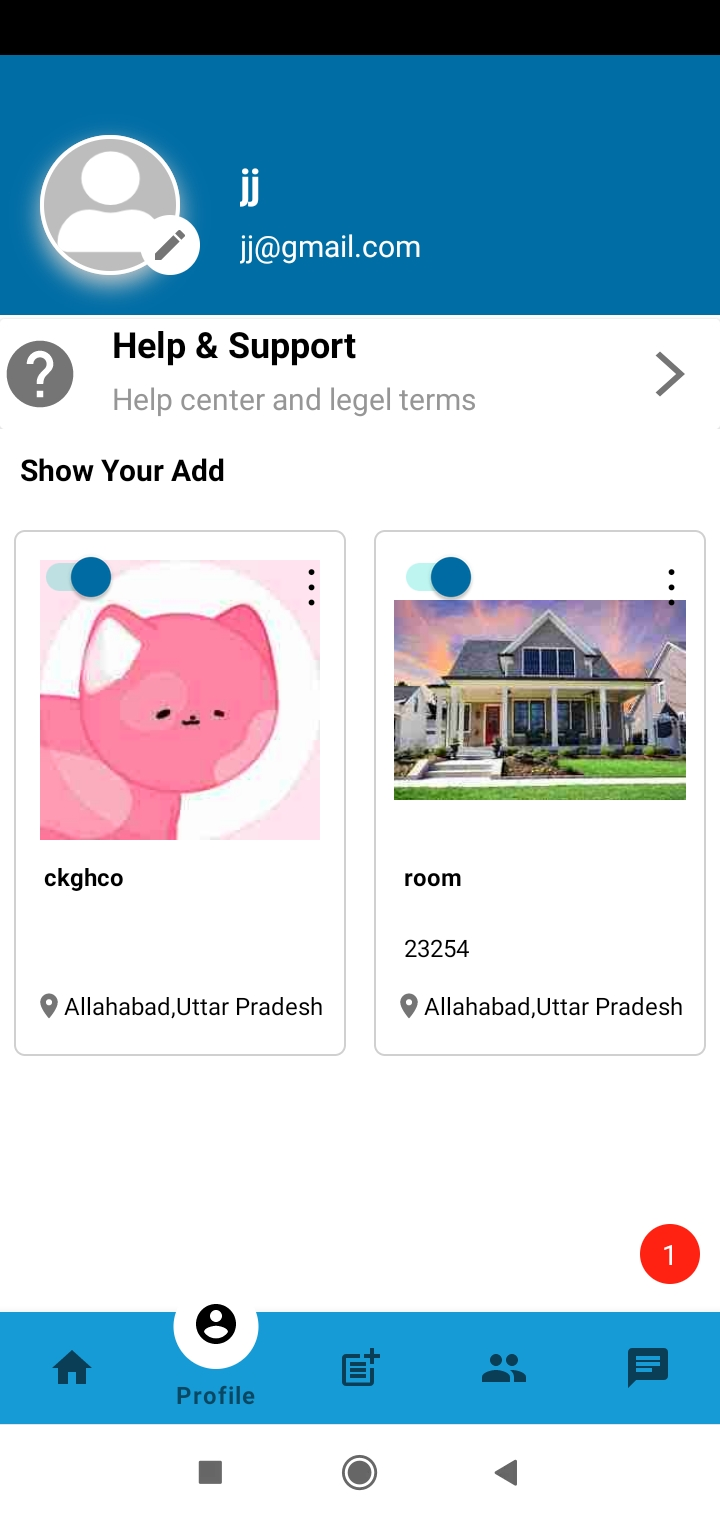 jj
jj@gmail.com
Help & Support
Help center and legel terms
Show Your Add
ckghco
Allahabad,Uttar Pradesh
room
23254
Allahabad,Uttar Pradesh
1
Profile